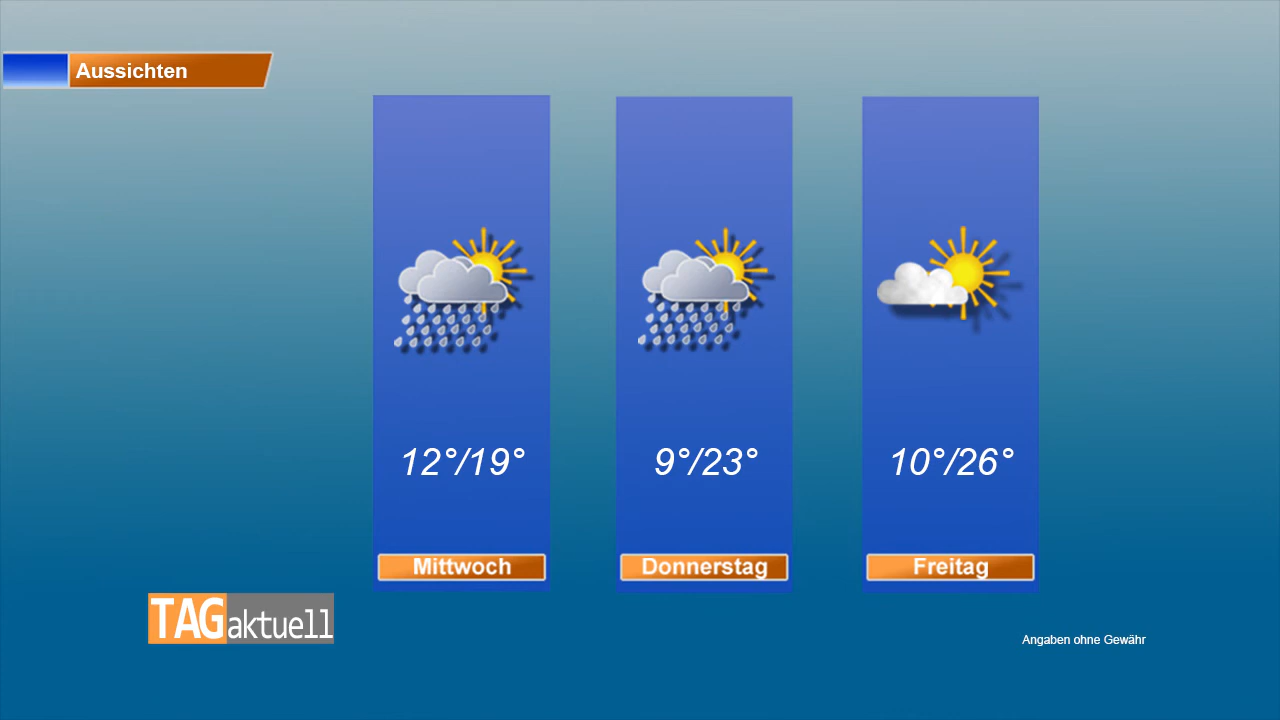 Aussichten
12°/19°
9°/23°
10°/26°
Mittwoch
Donnerstag
Freitag
TAGaktuell
Angaben ohne Gewähr